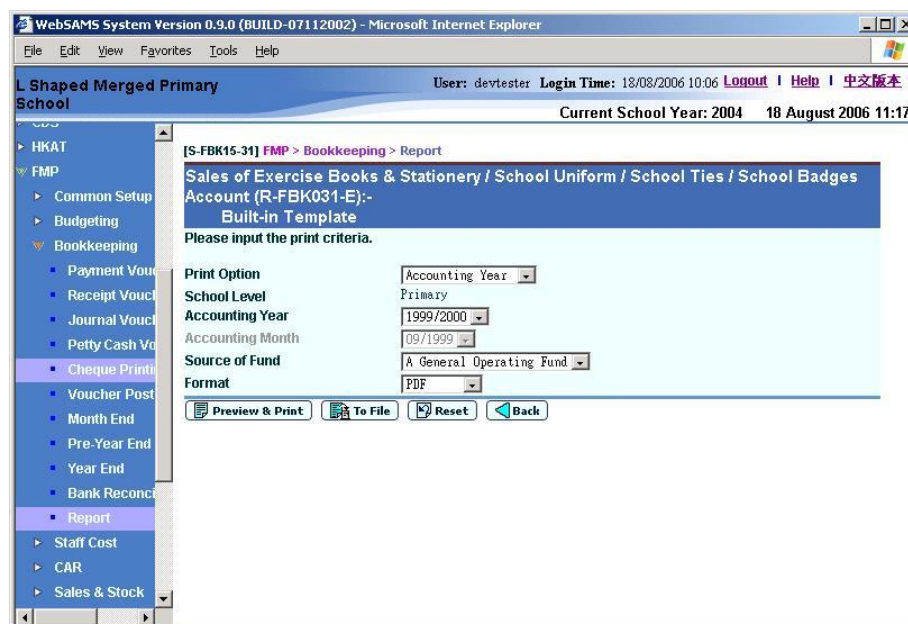 WebSAMS System Version 0.9.0 (BUILD-07112002) - Microsoft Internet Explorer
File Edit View Favorites Tools Help
L Shaped Merged Primary School
User: devtester Login Time: 18/08/2006 10:06 Logout | Help | 中文版本
Current School Year: 2004 18 August 2006 11:17
CDS
HKAT
FMP
Common Setup
Budgeting
Bookkeeping
Payment Vouc
Receipt Voucl
Journal Voucl
Petty Cash Vo
Cheque Printi
Voucher Post
Month End
Pre-Year End
Year End
Bank Reconci
Report
Staff Cost
CAR
Sales & Stock
[S-FBK15-31] FMP > Bookkeeping > Report
Sales of Exercise Books & Stationery / School Uniform / School Ties / School Badges
Account (R-FBK031-E):-
Built-in Template
Please input the print criteria.
Print Option Accounting Year
School Level Primary
Accounting Year 1999/2000
Accounting Month 09/1999
Source of Fund A General Operating Fund
Format PDF
Preview & Print To File Reset Back